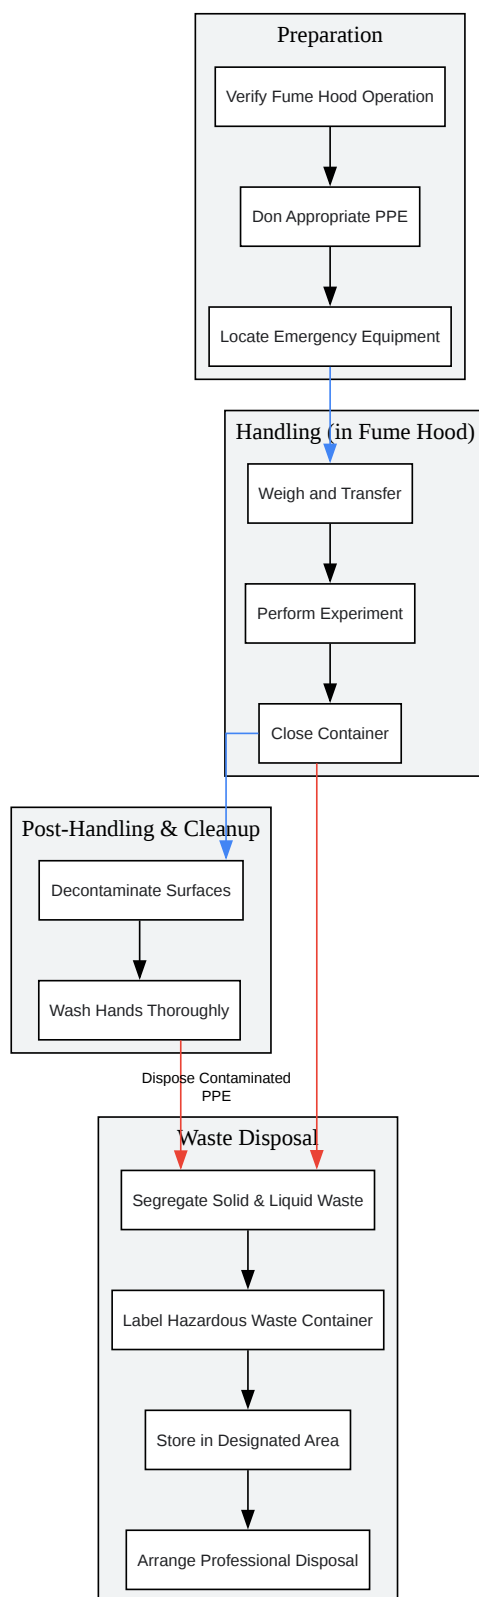 Preparation
Verify Fume Hood Operation
Don Appropriate PPE
Locate Emergency Equipment
Handling (in Fume Hood)
Weigh and Transfer
Perform Experiment
Close Container
Post-Handling & Cleanup
Decontaminate Surfaces
Wash Hands Thoroughly
Dispose Contaminated
PPE
Waste Disposal
Segregate Solid & Liquid Waste
Label Hazardous Waste Container
Store in Designated Area
Arrange Professional Disposal